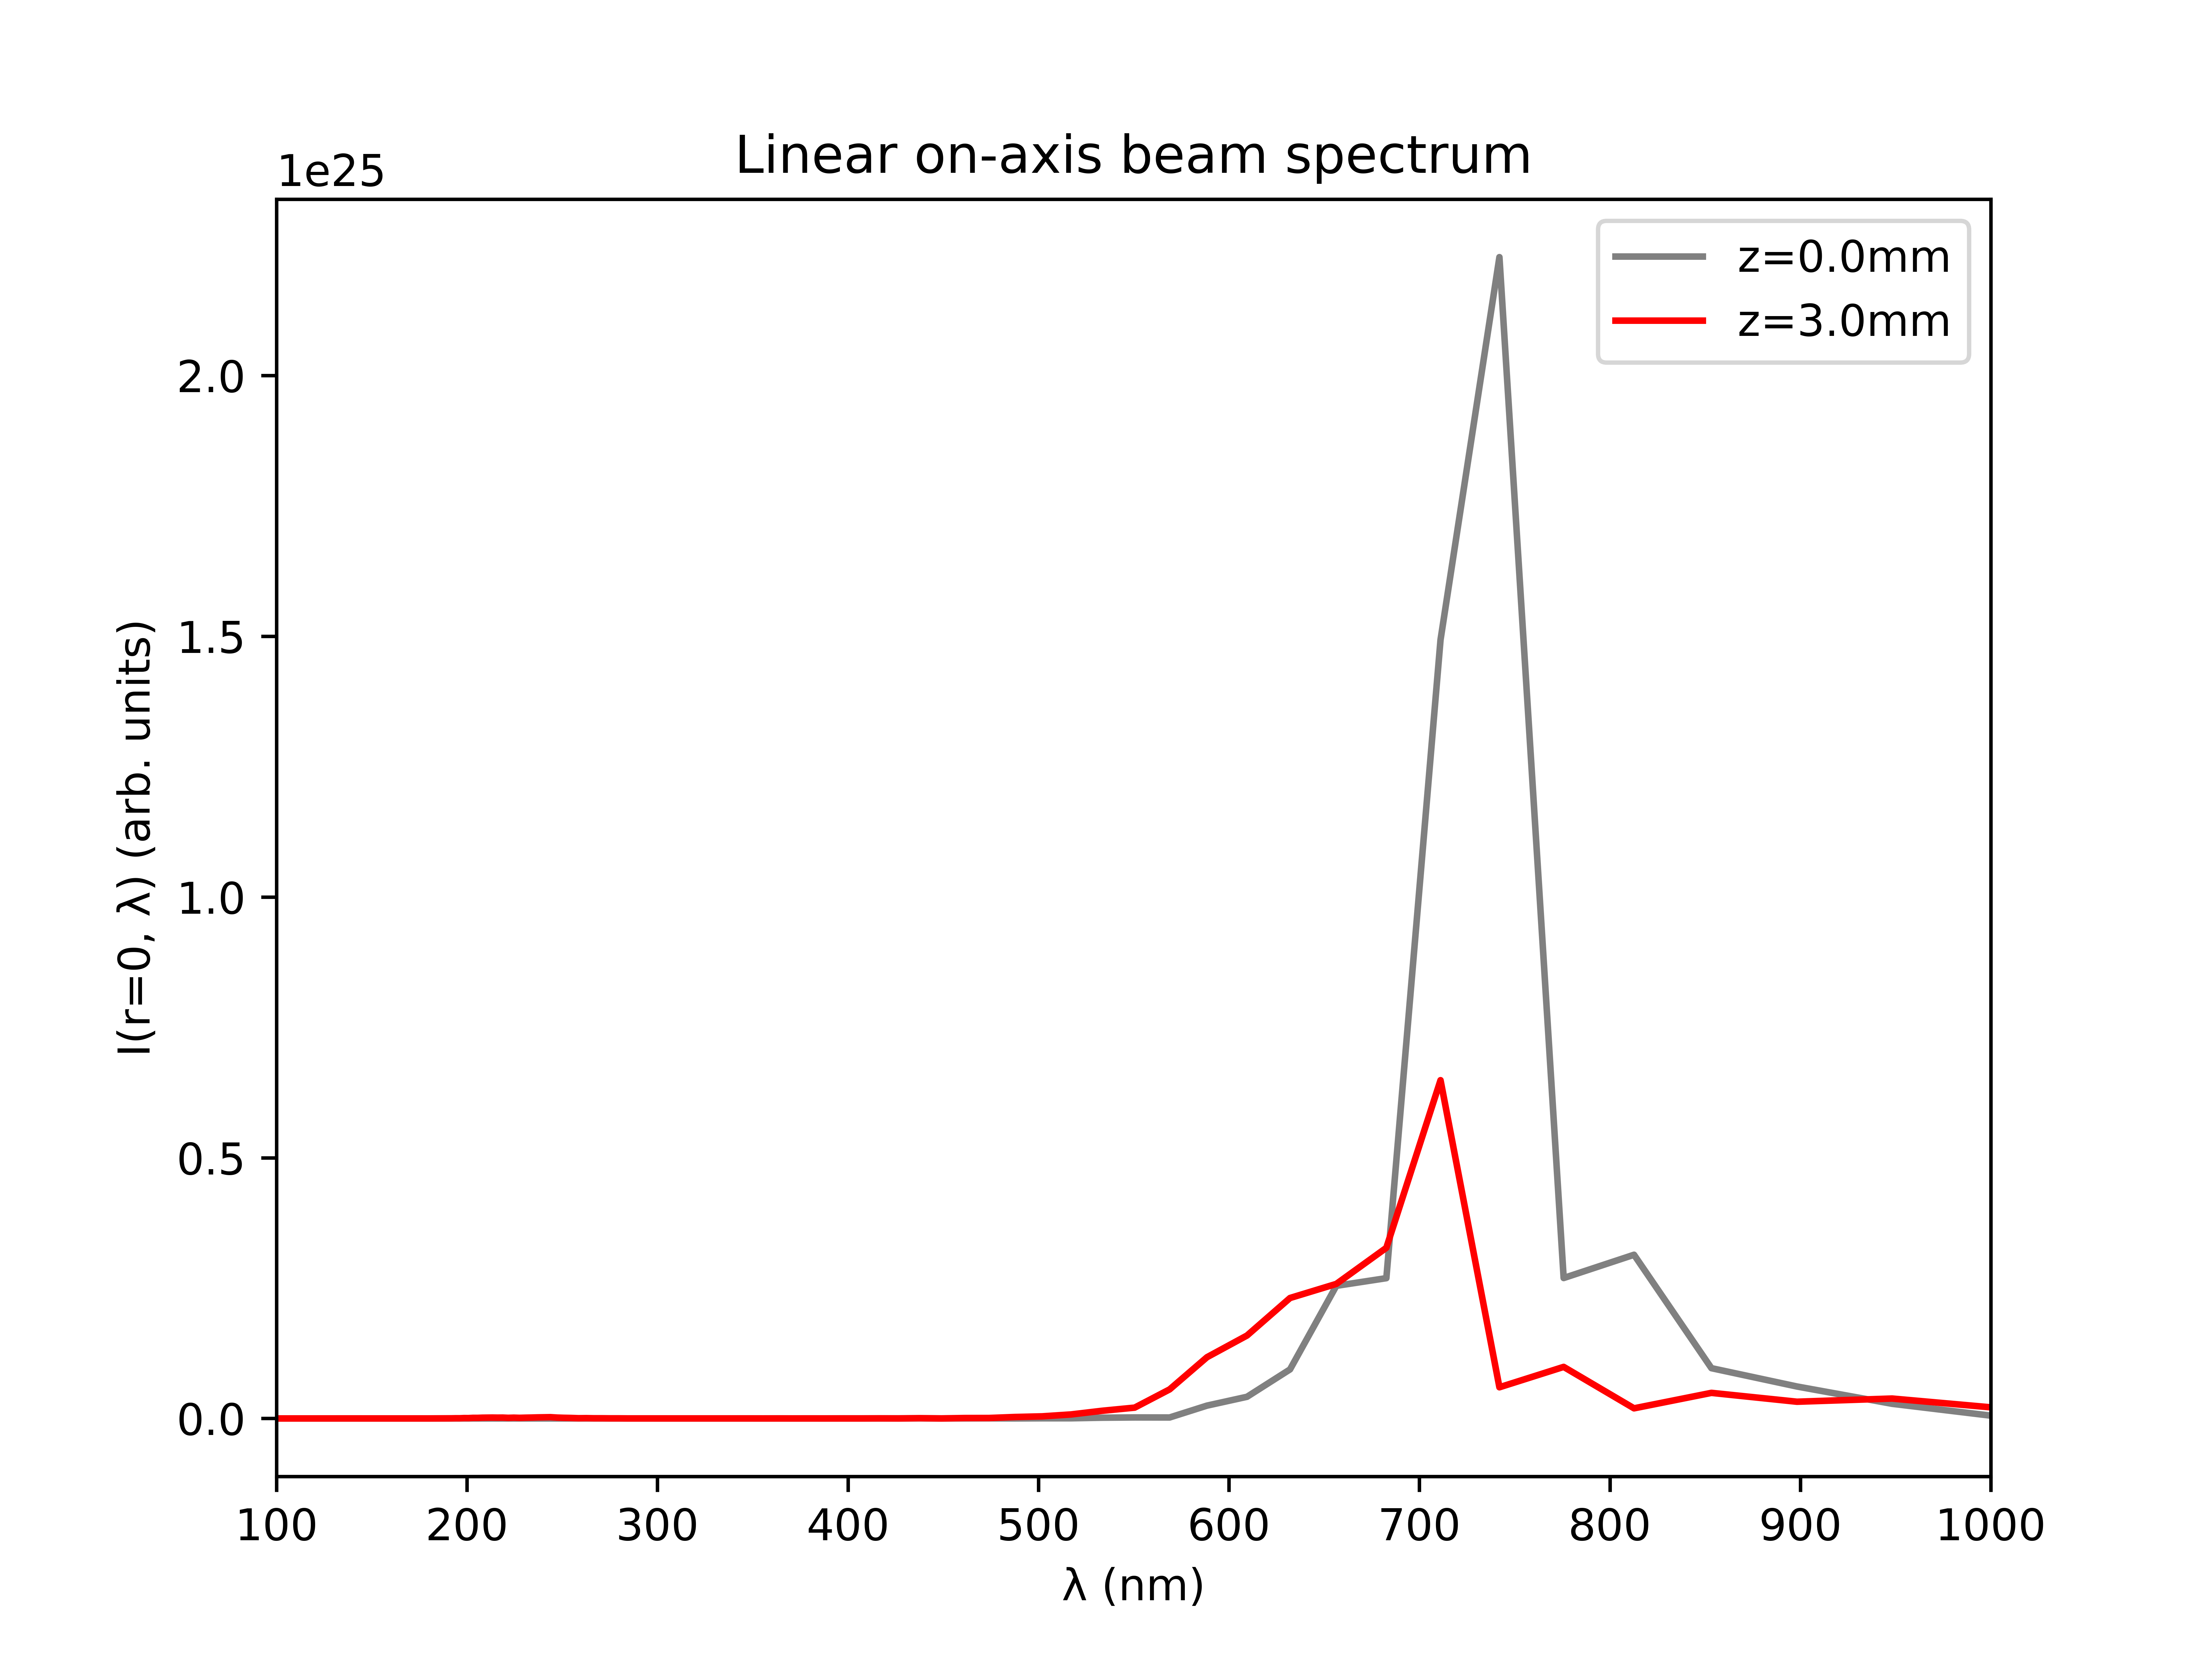 Linear on-axis beam spectrum
1e25
z=0.0mm
z=3.0mm
2.0
1.5
1.0
0.5
0.0
I(r=0, λ) (arb. units)
100 200 300 400 500 600 700 800 900 1000
λ (nm)